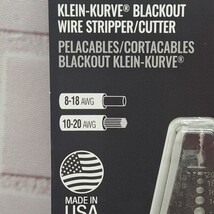 KLEIN-KURVE® BLACKOUT
WIRE STRIPPER/CUTTER
PELACABLES/CORTACABLES
BLACKOUT KLEIN-KURVE®
8-18 AWG
10-20 AWG
MADE IN
USA